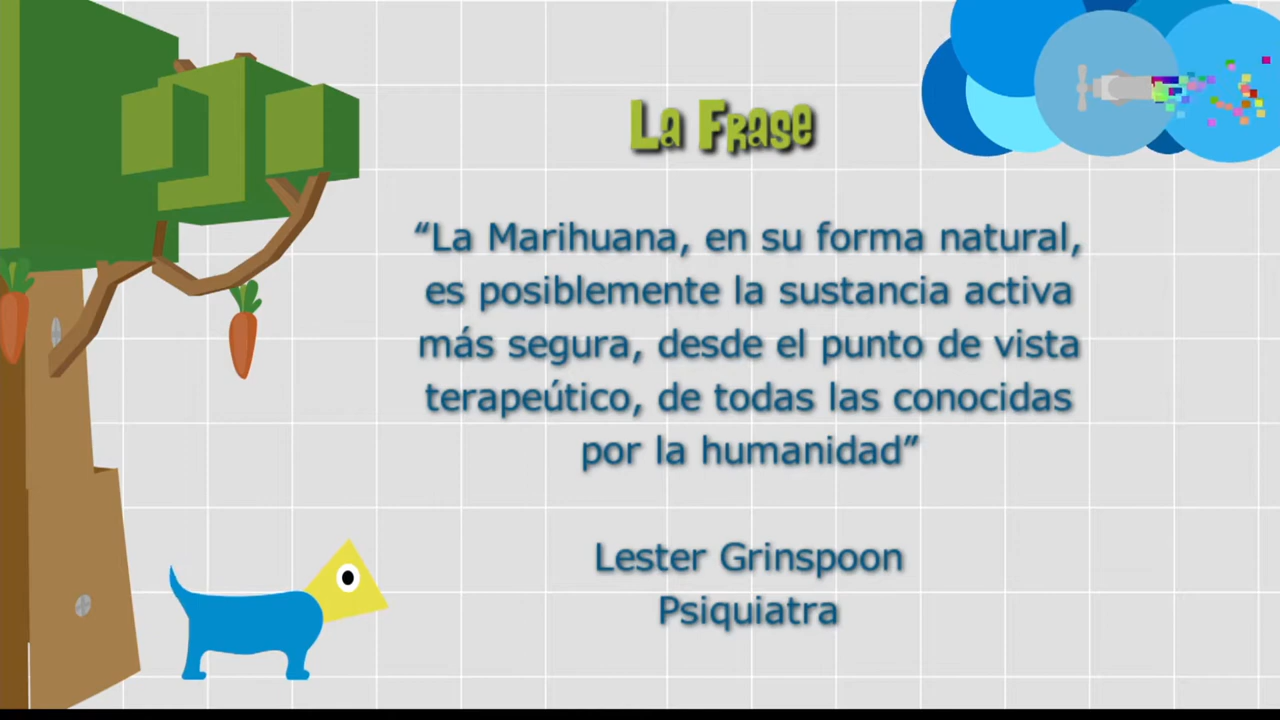 La Frase
“La Marihuana, en su forma natural,
es posiblemente la sustancia activa
más segura, desde el punto de vista
terapeútico, de todas las conocidas
por la humanidad”
Lester Grinspoon
Psiquiatra